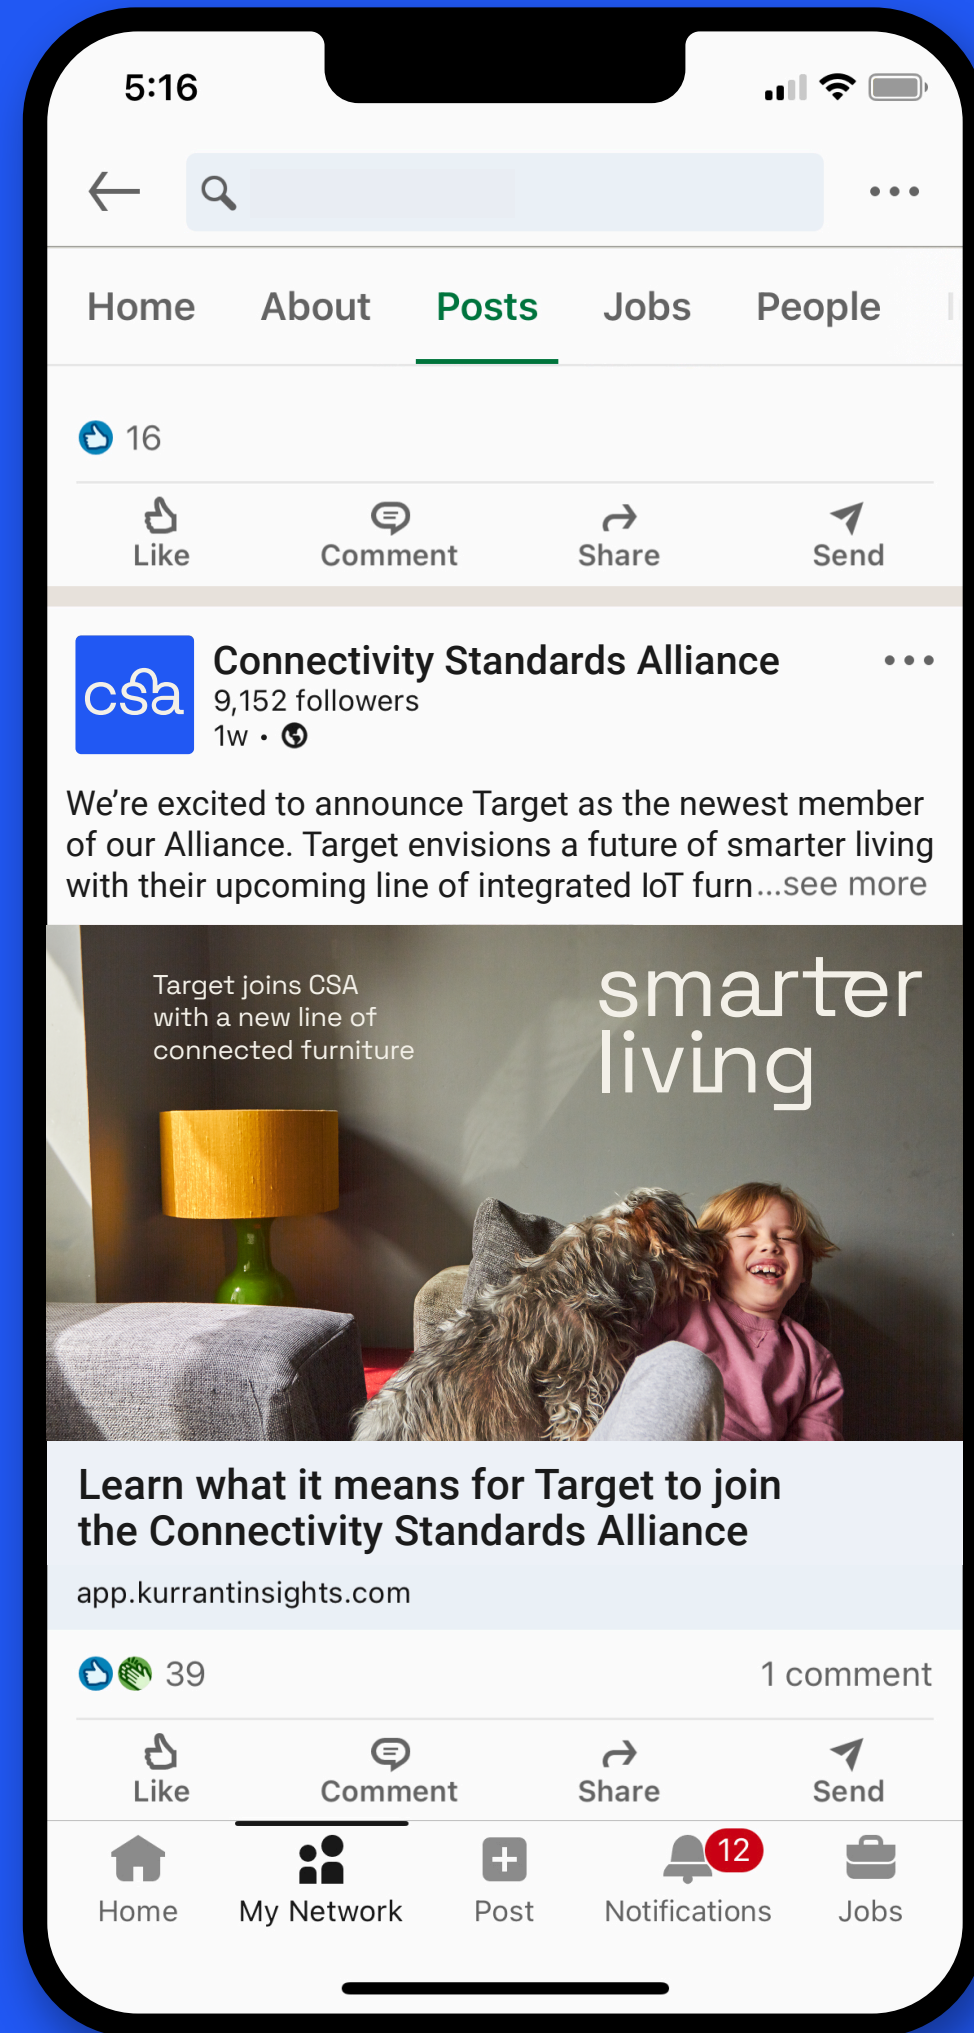 5:16
Home About Posts Jobs People
16
Like Comment Share Send
csa
Connectivity Standards Alliance
9,152 followers
1w •
We’re excited to announce Target as the newest member
of our Alliance. Target envisions a future of smarter living
with their upcoming line of integrated IoT furn...see more
Target joins CSA
with a new line of
connected furniture
smarter
living
Learn what it means for Target to join
the Connectivity Standards Alliance
app.kurrantinsights.com
39 1 comment
Like Comment Share Send
12
Home My Network Post Notifications Jobs